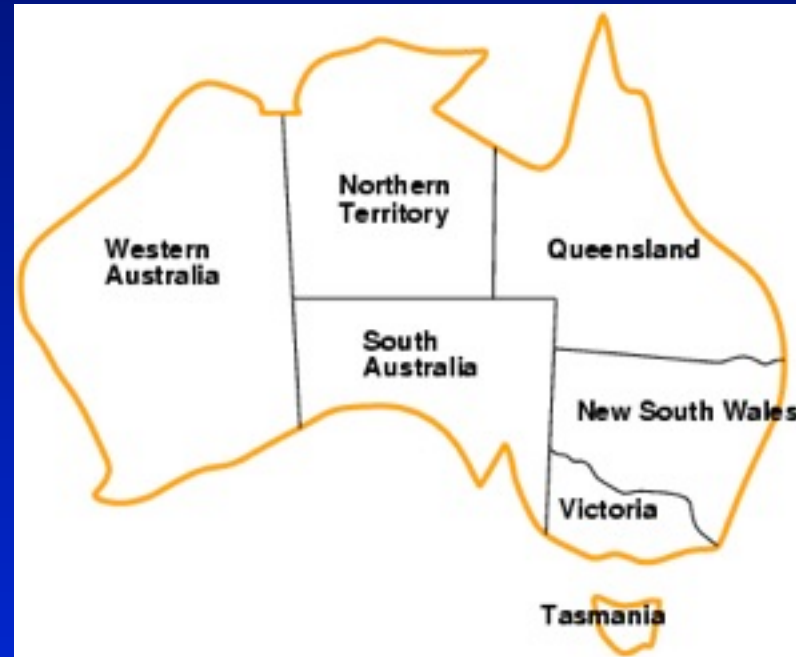 Northern
Territory
Western
Australia
Queensland
South
Australia
New South Wales
Victoria
Tasmania